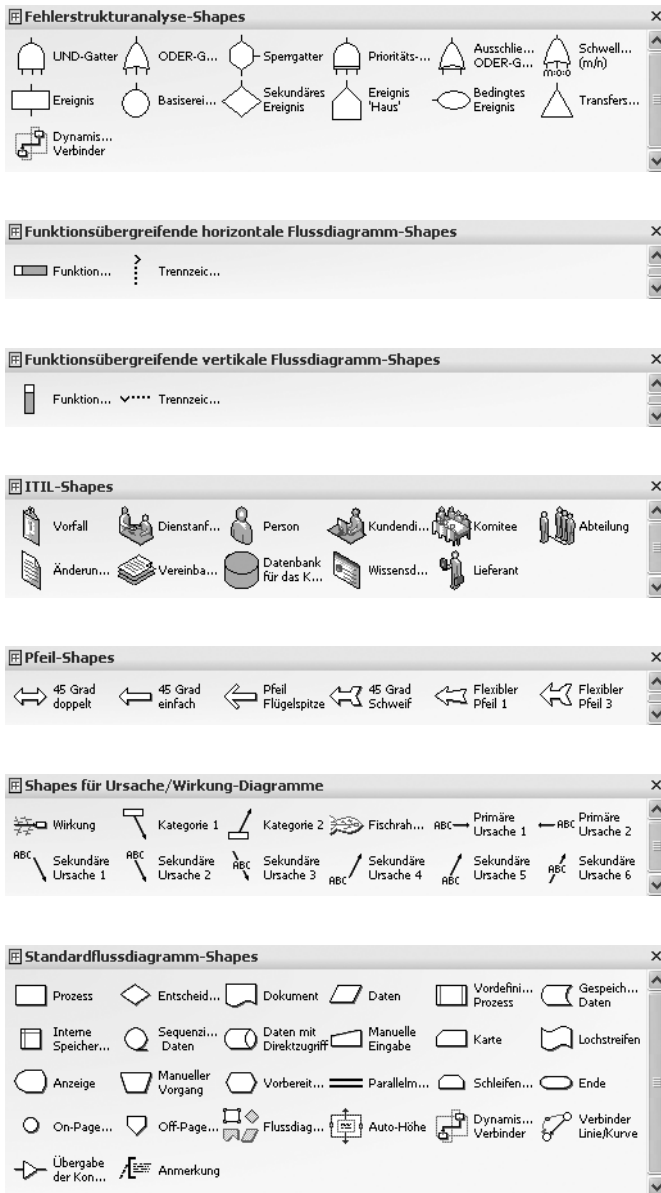 Fehlerstrukturanalyse-Shapes
UND-Gatter ODER-G... Sperrgatter Prioritäts-... Ausschlie... ODER-G... Schwell... (m/n)
m:o:o
Ereignis Basiserei... Sekundäres Ereignis Ereignis 'Haus' Bedingtes Ereignis Transfers...
Dynamis... Verbinder
Funktionsübergreifende horizontale Flussdiagramm-Shapes
Funktion... Trennzeic...
Funktionsübergreifende vertikale Flussdiagramm-Shapes
Funktion... Trennzeic...
ITIL-Shapes
Vorfall Dienstanf... Person Kundendi... Komitee Abteilung
Änderun... Vereinba... Datenbank für das K... Wissensd... Lieferant
Pfeil-Shapes
45 Grad doppelt 45 Grad einfach Pfeil Flügelspitze 45 Grad Schweif Flexibler Pfeil 1 Flexibler Pfeil 3
Shapes für Ursache/Wirkung-Diagramme
Wirkung Kategorie 1 Kategorie 2 Fischrah... ABC Primäre Ursache 1 ABC Primäre Ursache 2
ABC Sekundäre Ursache 1 ABC Sekundäre Ursache 2 ABC Sekundäre Ursache 3 ABC Sekundäre Ursache 4 ABC Sekundäre Ursache 5 ABC Sekundäre Ursache 6
Standardflussdiagramm-Shapes
Prozess Entscheid... Dokument Daten Vordefini... Prozess Gespeich... Daten
Interne Speicher... Sequenzi... Daten Daten mit Direktzugriff Manuelle Eingabe Karte Lochstreifen
Anzeige Manueller Vorgang Vorbereit... Parallelm... Schleifen... Ende
On-Page... Off-Page... Flussdiag... Auto-Höhe Dynamis... Verbinder Verbinder Linie/Kurve
Übergabe der Kon... Anmerkung